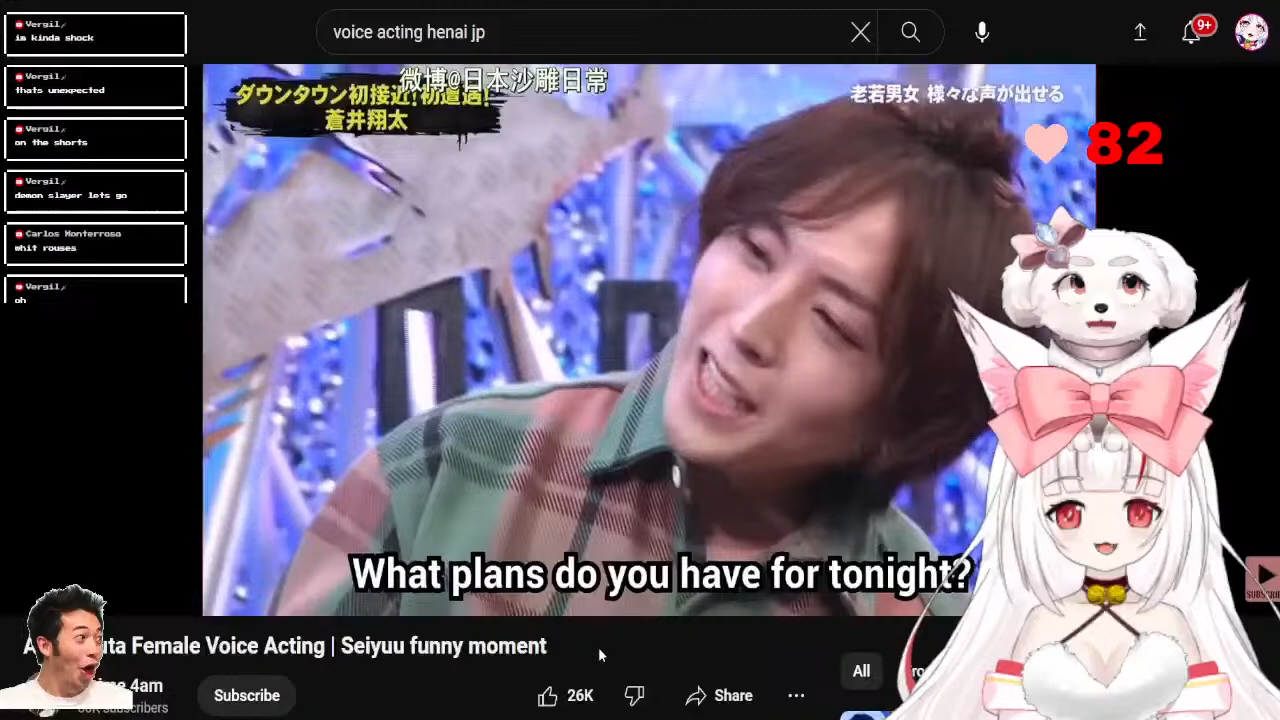 Vergil
im kinda shock
Vergil
thats unexpected
Vergil
on the shorts
Vergil
demon slayer lets go
Carlos Monterroso
whit rouses
Vergil
oh
voice acting henai jp
9+
微博@日本沙雕日常
ダウンタウン初接近!初遭遇!
蒼井翔太
老若男女 様々な声が出せる
82
What plans do you have for tonight?
uta Female Voice Acting | Seiyuu funny moment
4am
subscribers
Subscribe
26K
Share
All